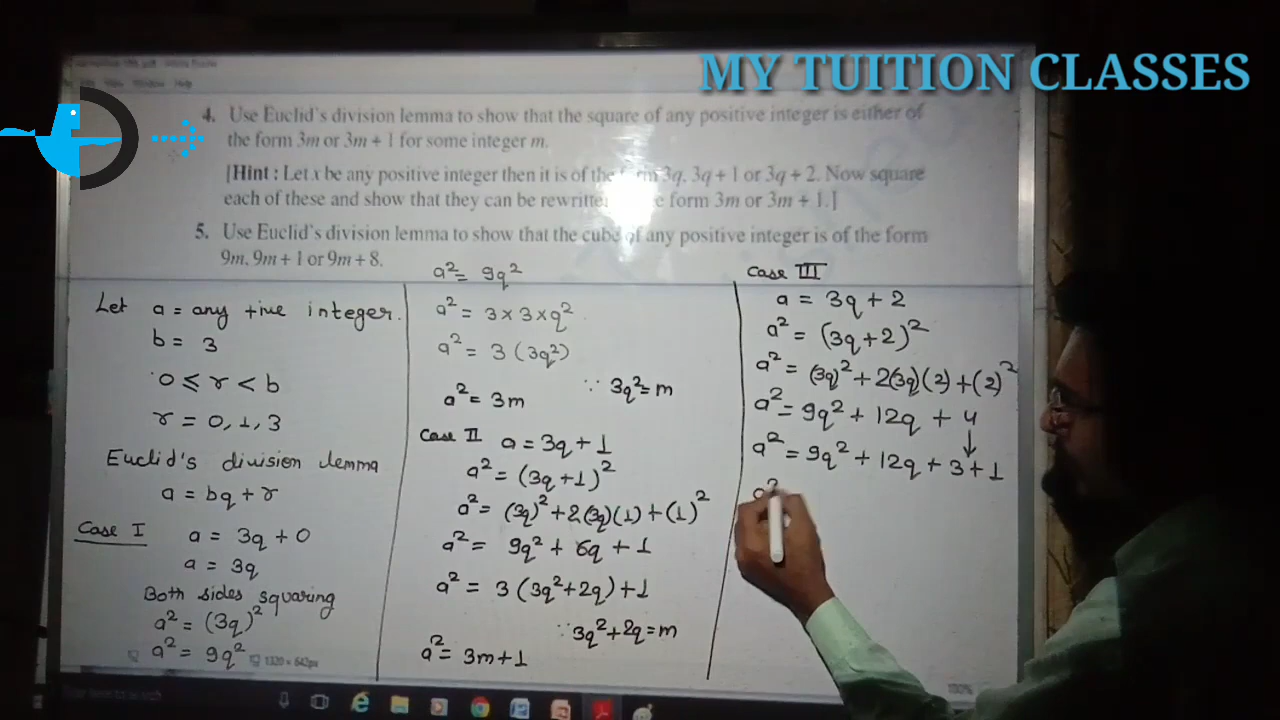 MY TUITION CLASSES
4. Use Euclid's division lemma to show that the square of any positive integer is either of
the form 3m or 3m + 1 for some integer m.
[Hint : Let x be any positive integer then it is of the 3q, 3q + 1 or 3q + 2. Now square
each of these and show that they can be form 3m or 3m + 1.]
5. Use Euclid's division lemma to show that the cube of any positive integer is of the form
9m, 9m + 1 or 9m + 8.
Let a = any +ive integer.
b = 3
0 ⩽ r < b
r = 0, 1, 3
Euclid's division lemma
a = bq + r
Case I a = 3q + 0
a = 3q
Both sides squaring
a² = (3q)²
a² = 9q²
a² = 9q²
a² = 3 × 3 × q²
a² = 3 (3q²)
a² = 3m ∵ 3q² = m
Case II a = 3q + 1
a² = (3q + 1)²
a² = (3q)² + 2(3q)(1) + (1)²
a² = 9q² + 6q + 1
a² = 3 (3q² + 2q) + 1
∵ 3q² + 2q = m
a² = 3m + 1
Case III
a = 3q + 2
a² = (3q + 2)²
a² = (3q)² + 2(3q)(2) + (2)²
a² = 9q² + 12q + 4
↓
a² = 9q² + 12q + 3 + 1
a²
1320 × 642px
100%